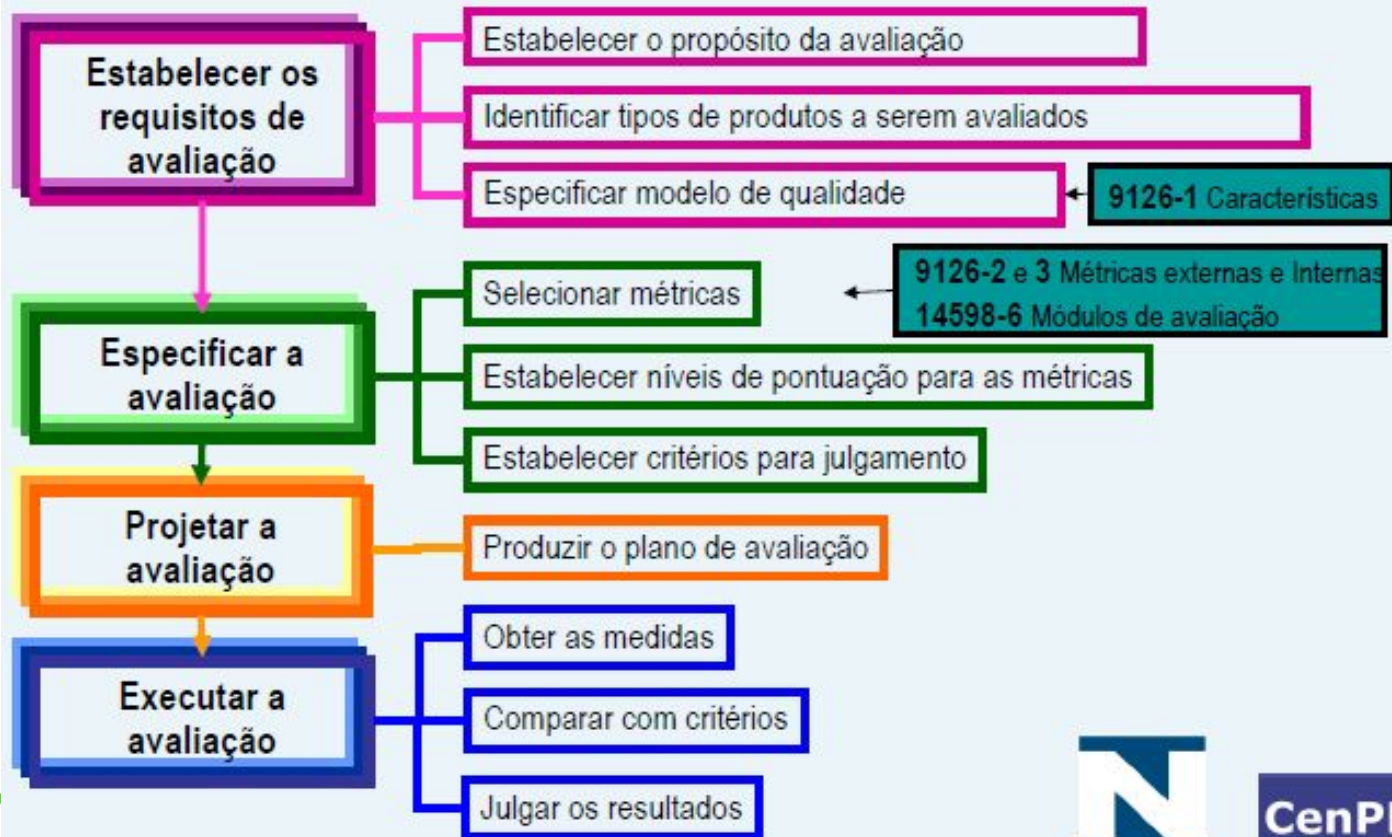 Estabelecer os
requisitos de
avaliação
Estabelecer o propósito da avaliação
Identificar tipos de produtos a serem avaliados
Especificar modelo de qualidade
9126-1 Características
Especificar a
avaliação
Selecionar métricas
9126-2 e 3 Métricas externas e Internas
14598-6 Módulos de avaliação
Estabelecer níveis de pontuação para as métricas
Estabelecer critérios para julgamento
Projetar a
avaliação
Produzir o plano de avaliação
Executar a
avaliação
Obter as medidas
Comparar com critérios
Julgar os resultados
N